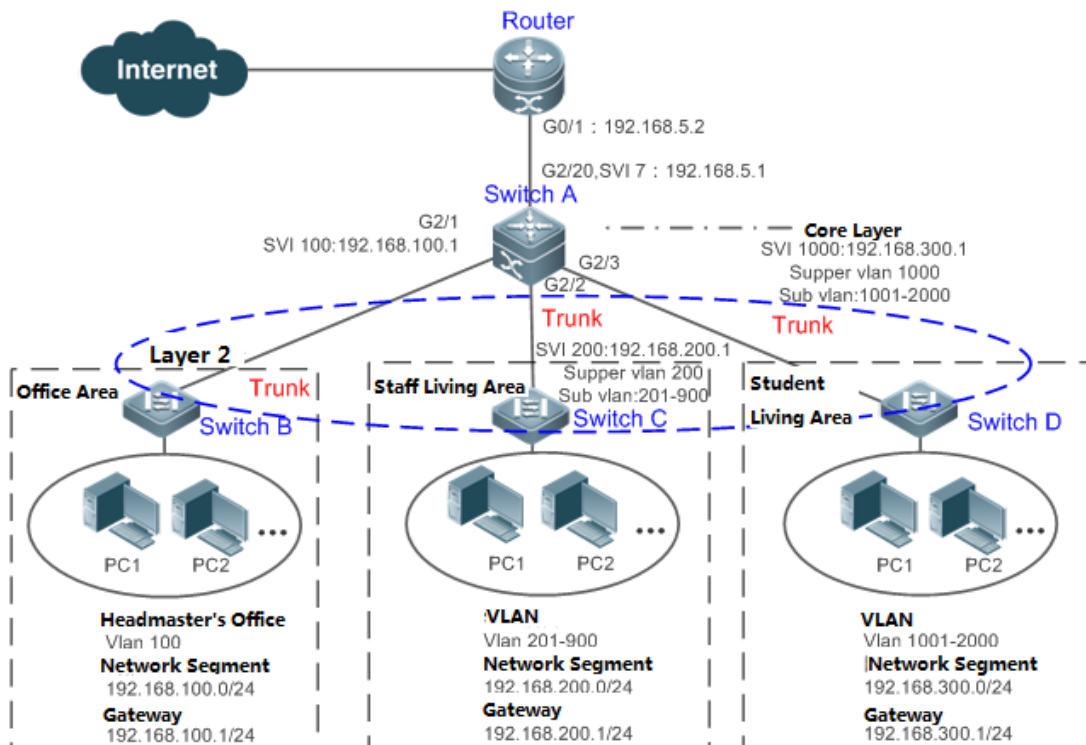 Router
Internet
G0/1 : 192.168.5.2
G2/20,SVI 7 : 192.168.5.1
Switch A
G2/1
SVI 100:192.168.100.1
Core Layer
SVI 1000:192.168.300.1
Supper vlan 1000
Sub vlan:1001-2000
G2/3
G2/2
Trunk
Trunk
Layer 2
SVI 200:192.168.200.1
Supper vlan 200
Sub vlan:201-900
Office Area
Trunk
Switch B
Staff Living Area
Switch C
Student
Living Area
Switch D
PC1
PC2
...
PC1
PC2
...
PC1
PC2
...
Headmaster's Office
Vlan 100
Network Segment
192.168.100.0/24
Gateway
192.168.100.1/24
VLAN
Vlan 201-900
Network Segment
192.168.200.0/24
Gateway
192.168.200.1/24
VLAN
Vlan 1001-2000
Network Segment
192.168.300.0/24
Gateway
192.168.300.1/24